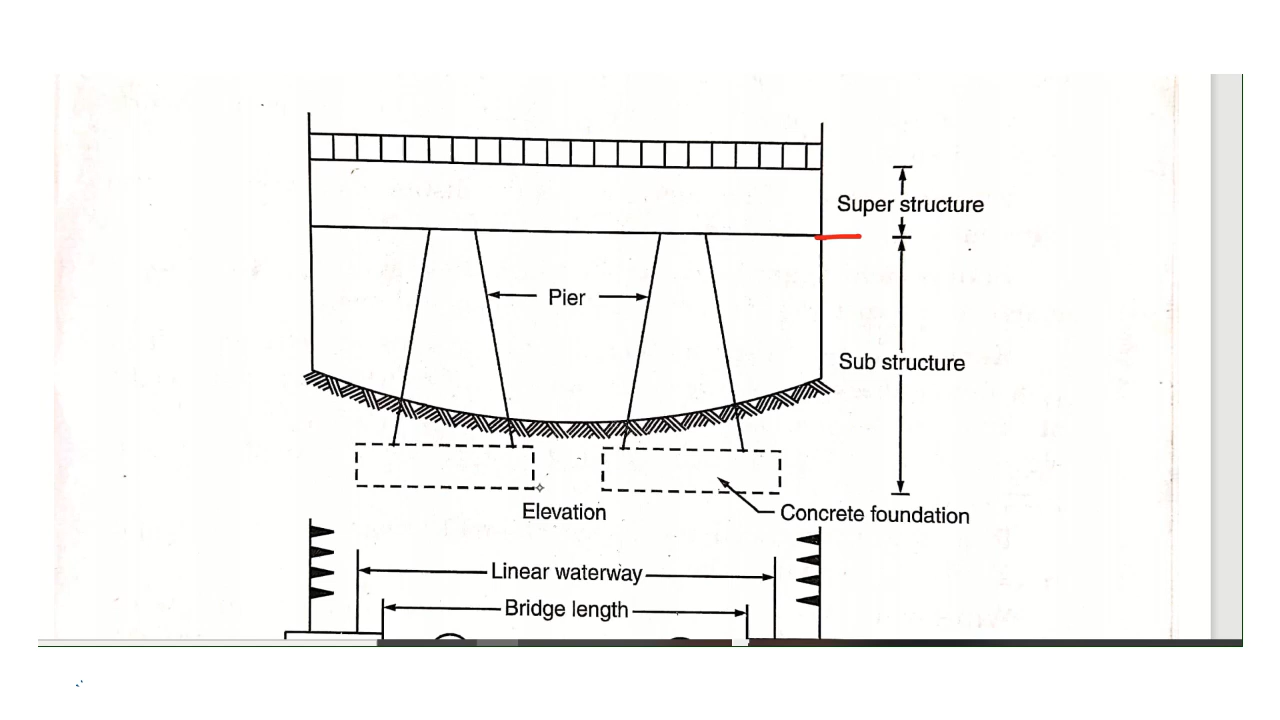 Super structure
Pier
Sub structure
Elevation
Concrete foundation
Linear waterway
Bridge length